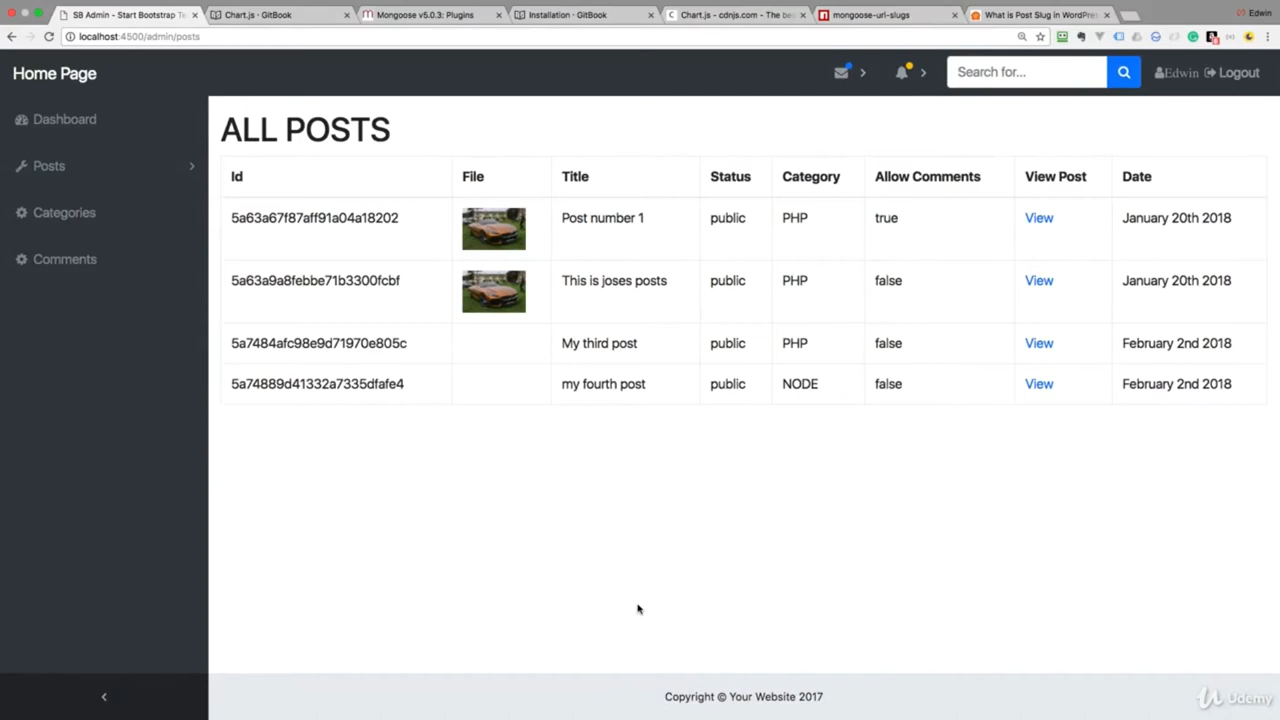 SB Admin - Start Bootstrap Te
Chart.js · GitBook
Mongoose v5.0.3: Plugins
Installation · GitBook
Chart.js - cdnjs.com - The be
mongoose-url-slugs
What is Post Slug in WordPre
Edwin
localhost:4500/admin/posts
Home Page
Search for...
Edwin
Logout
Dashboard
Posts
Categories
Comments
ALL POSTS
Id File Title Status Category Allow Comments View Post Date
5a63a67f87aff91a04a18202 Post number 1 public PHP true View January 20th 2018
5a63a9a8febbe71b3300fcbf This is joses posts public PHP false View January 20th 2018
5a7484afc98e9d71970e805c My third post public PHP false View February 2nd 2018
5a74889d41332a7335dfafe4 my fourth post public NODE false View February 2nd 2018
Copyright © Your Website 2017
Udemy